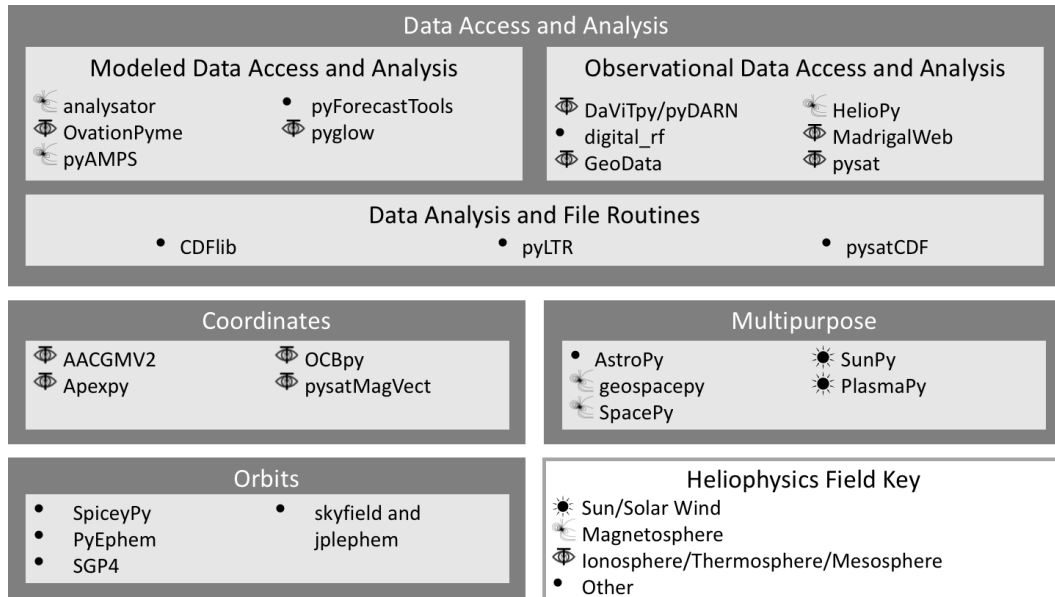 Data Access and Analysis
Modeled Data Access and Analysis
analysator
OvationPyme
pyAMPS
• pyForecastTools
pyglow
Observational Data Access and Analysis
DaViTpy/pyDARN
• digital_rf
GeoData
HelioPy
MadrigalWeb
pysat
Data Analysis and File Routines
• CDFlib
• pyLTR
• pysatCDF
Coordinates
AACGMV2
Apexpy
OCBpy
pysatMagVect
Multipurpose
• AstroPy
geospacepy
SpacePy
SunPy
PlasmaPy
Orbits
• SpiceyPy
• PyEphem
• SGP4
• skyfield and
jplephem
Heliophysics Field Key
Sun/Solar Wind
Magnetosphere
Ionosphere/Thermosphere/Mesosphere
• Other